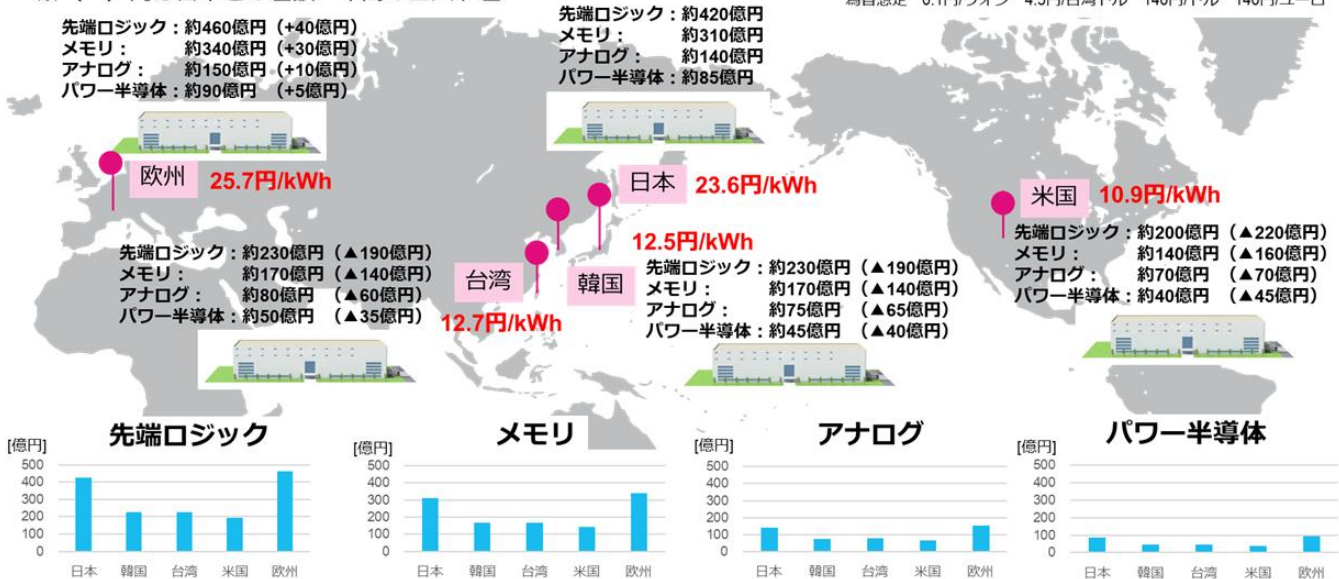 先端ロジック：約460億円（+40億円）
メモリ： 約340億円（+30億円）
アナログ： 約150億円（+10億円）
パワー半導体：約90億円 （+5億円）
先端ロジック：約420億円
メモリ： 約310億円
アナログ： 約140億円
パワー半導体：約85億円
欧州 25.7円/kWh
日本 23.6円/kWh
米国 10.9円/kWh
先端ロジック：約200億円（▲220億円）
メモリ： 約140億円（▲160億円）
アナログ： 約70億円 （▲70億円）
パワー半導体：約40億円 （▲45億円）
先端ロジック：約230億円（▲190億円）
メモリ： 約170億円（▲140億円）
アナログ： 約80億円 （▲60億円）
パワー半導体：約50億円 （▲35億円）
台湾
12.7円/kWh
韓国
12.5円/kWh
先端ロジック：約230億円（▲190億円）
メモリ： 約170億円（▲140億円）
アナログ： 約75億円 （▲65億円）
パワー半導体：約45億円 （▲40億円）
先端ロジック
[億円]
500
400
300
200
100
0
日本 韓国 台湾 米国 欧州
メモリ
[億円]
500
400
300
200
100
0
日本 韓国 台湾 米国 欧州
アナログ
[億円]
500
400
300
200
100
0
日本 韓国 台湾 米国 欧州
パワー半導体
[億円]
500
400
300
200
100
0
日本 韓国 台湾 米国 欧州